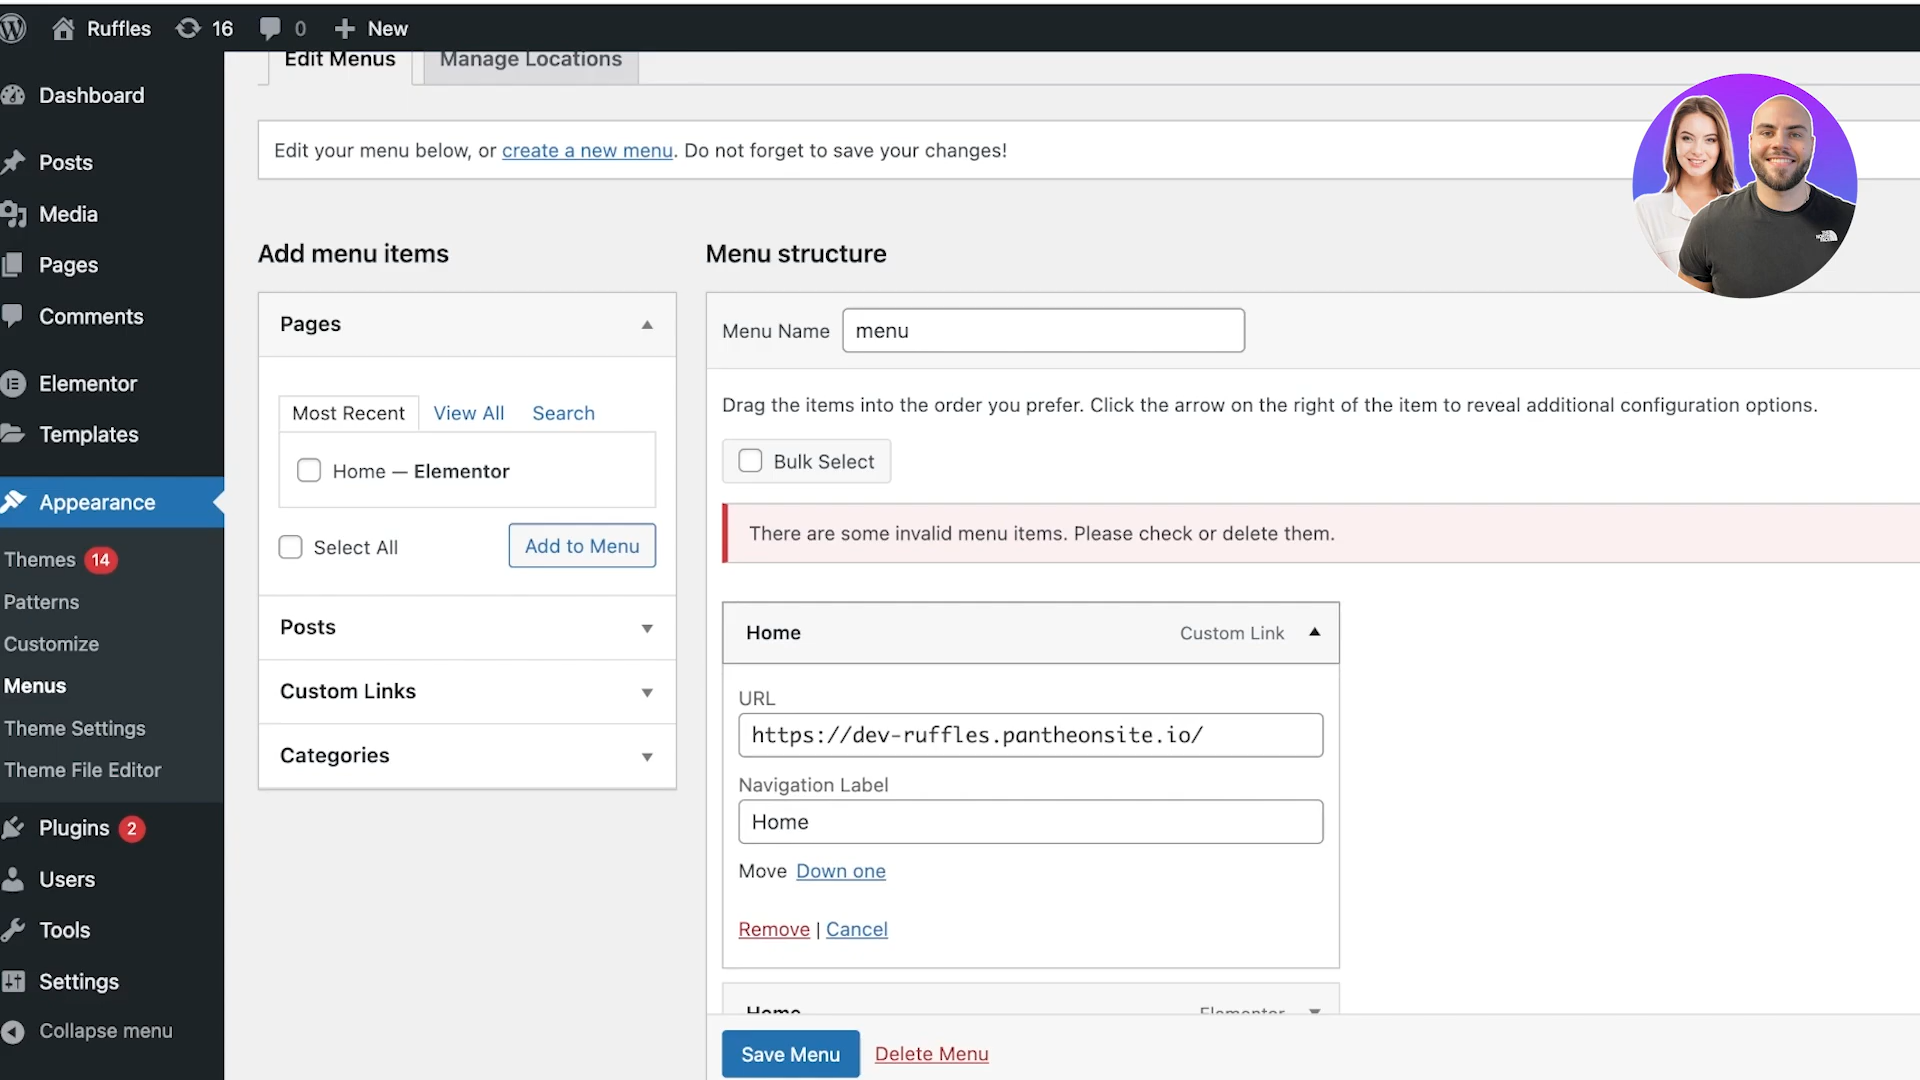 Ruffles 16 0 New
Edit Menus Manage Locations
Dashboard
Posts
Media
Pages
Comments
Elementor
Templates
Appearance
Themes 14
Patterns
Customize
Menus
Theme Settings
Theme File Editor
Plugins 2
Users
Tools
Settings
Collapse menu
Edit your menu below, or create a new menu. Do not forget to save your changes!
Add menu items
Pages
Most Recent View All Search
Home — Elementor
Select All Add to Menu
Posts
Custom Links
Categories
Menu structure
Menu Name menu
Drag the items into the order you prefer. Click the arrow on the right of the item to reveal additional configuration options.
Bulk Select
There are some invalid menu items. Please check or delete them.
Home Custom Link
URL
https://dev-ruffles.pantheonsite.io/
Navigation Label
Home
Move Down one
Remove | Cancel
Home Elementor
Save Menu Delete Menu